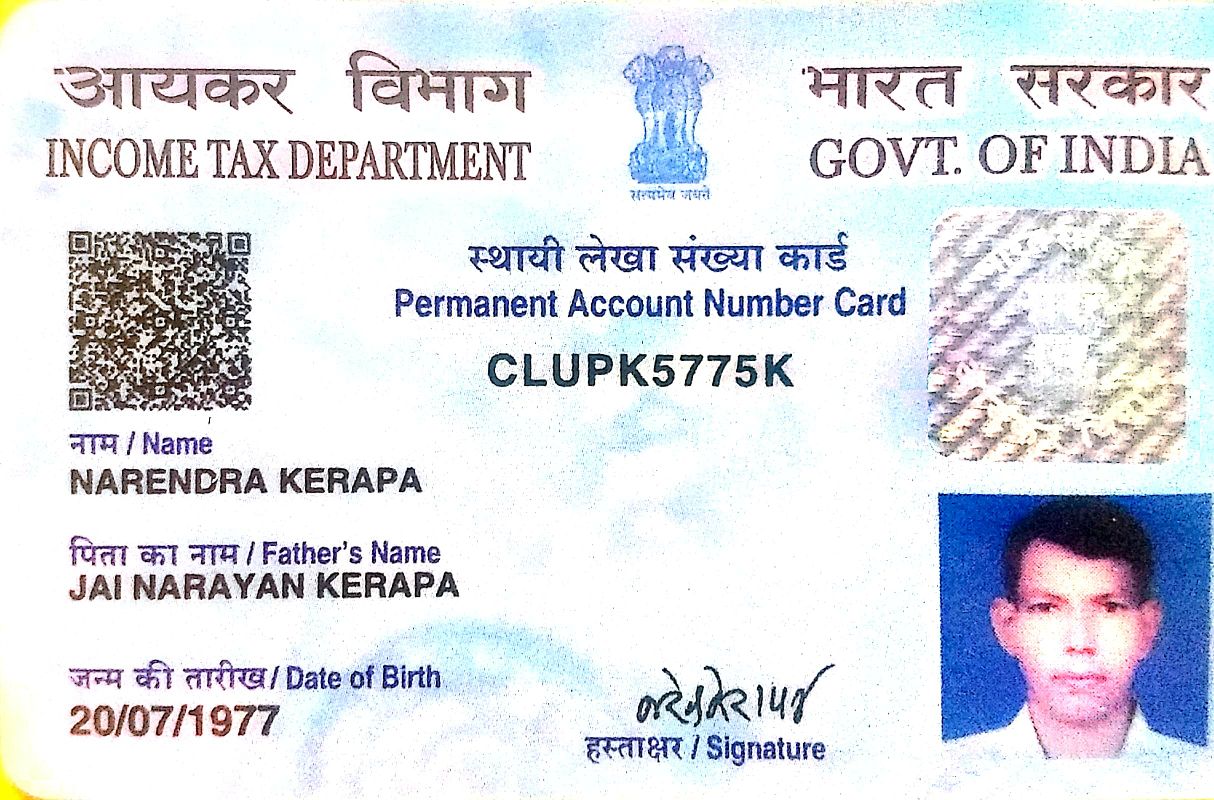 आयकर विभाग
INCOME TAX DEPARTMENT
सत्यमेव जयते
भारत सरकार
GOVT. OF INDIA
स्थायी लेखा संख्या कार्ड
Permanent Account Number Card
CLUPK5775K
नाम / Name
NARENDRA KERAPA
पिता का नाम / Father's Name
JAI NARAYAN KERAPA
जन्म की तारीख / Date of Birth
20/07/1977
हस्ताक्षर / Signature